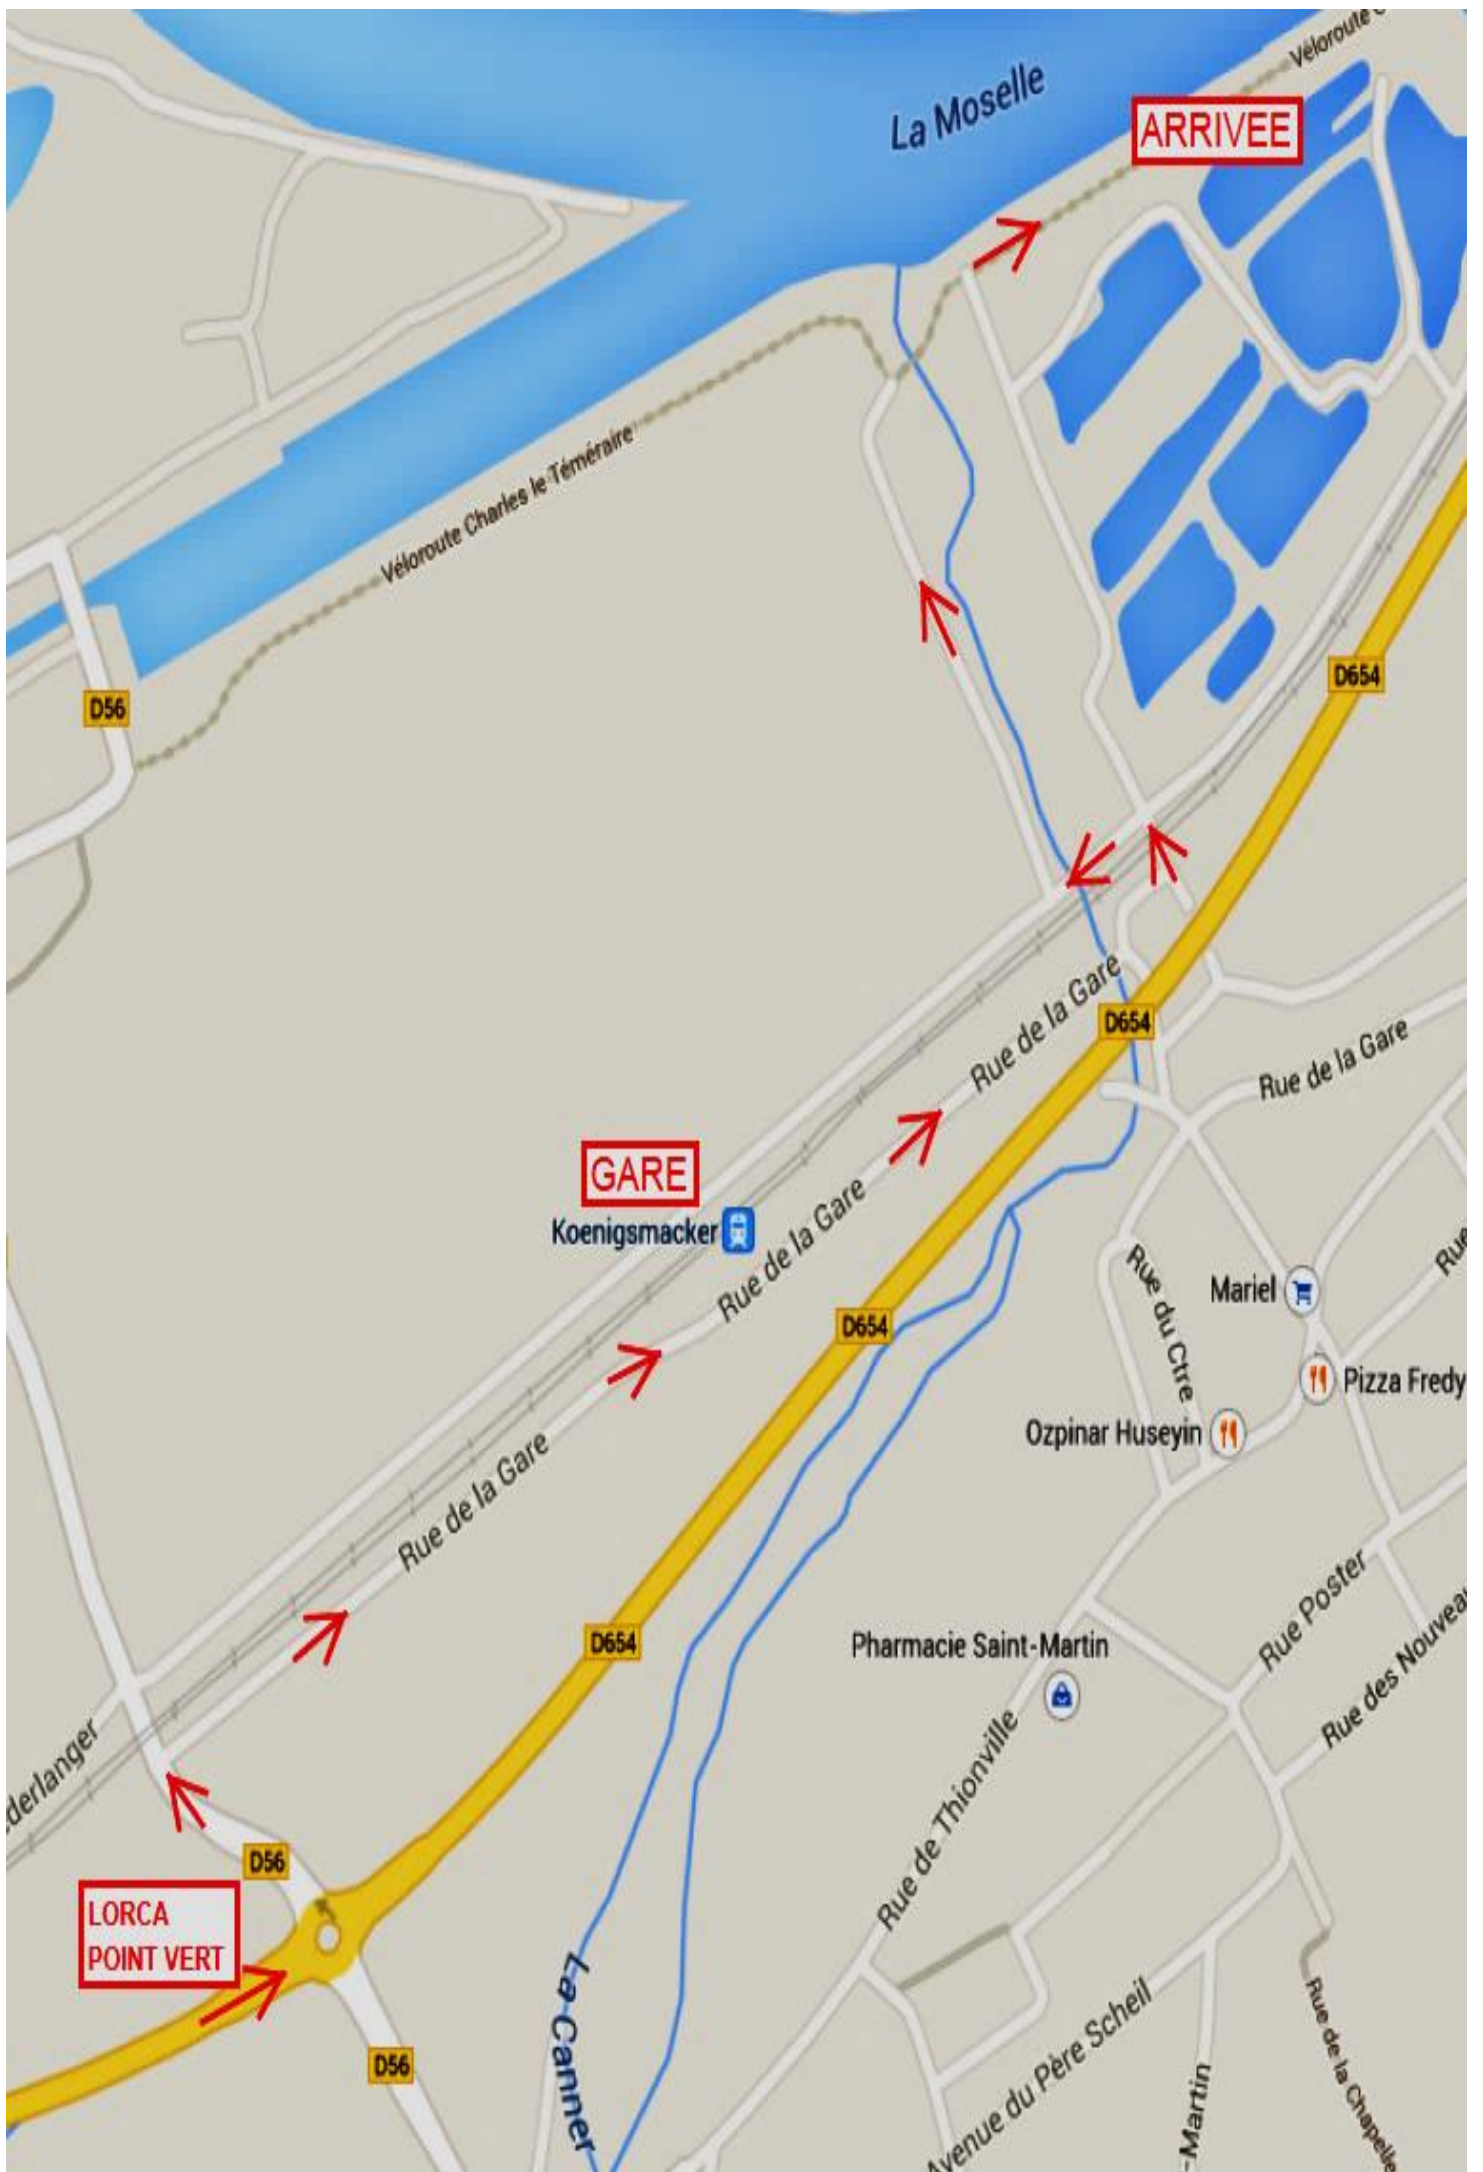 Véloroute
La Moselle
ARRIVEE
Véloroute Charles le Téméraire
D56
D654
D654
Rue de la Gare
Rue de la Gare
GARE
Koenigsmacker
Rue de la Gare
Mariel
Rue
Rue du Ctre
D654
Pizza Fredy
Ozpinar Huseyin
Rue de la Gare
D654
Rue Poster
Pharmacie Saint-Martin
Rue des Nouveau
derlanger
Rue de Thionville
D56
LORCA
POINT VERT
La Canner
D56
Avenue du Père Scheil
-Martin
Rue de la Chapelle